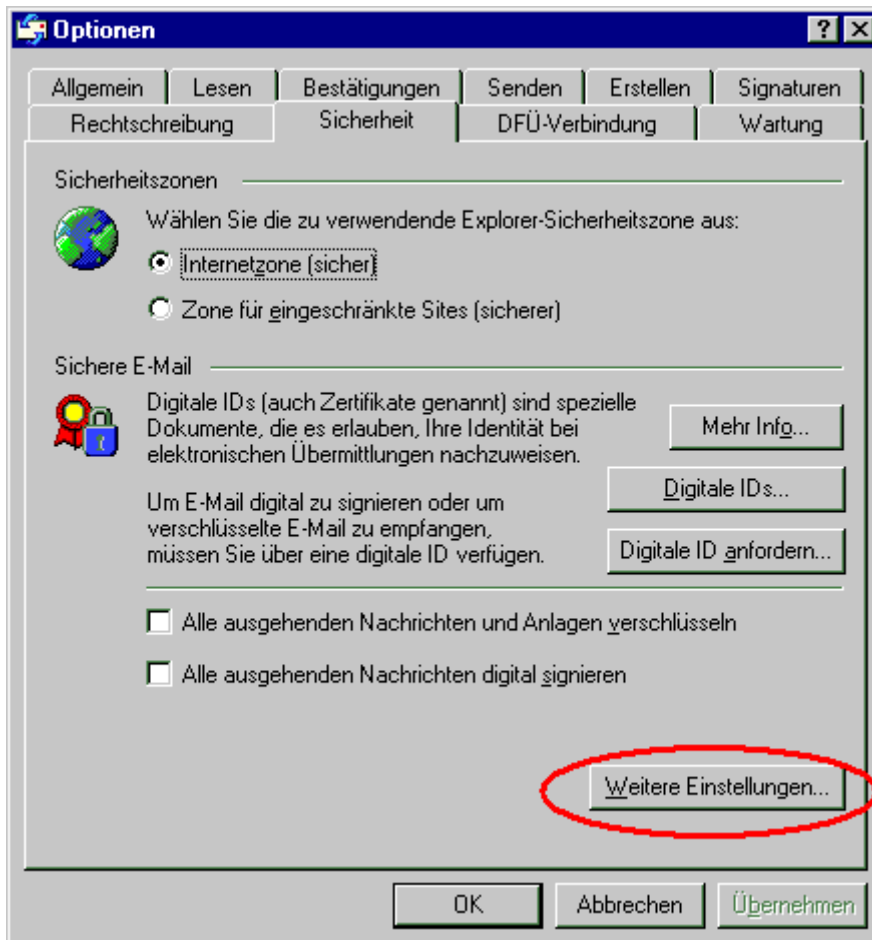 Optionen
Allgemein Lesen Bestätigungen Senden Erstellen Signaturen
Rechtschreibung Sicherheit DFÜ-Verbindung Wartung
Sicherheitszonen
Wählen Sie die zu verwendende Explorer-Sicherheitszone aus:
Internetzone (sicher)
Zone für eingeschränkte Sites (sicherer)
Sichere E-Mail
Digitale IDs (auch Zertifikate genannt) sind spezielle
Dokumente, die es erlauben, Ihre Identität bei
elektronischen Übermittlungen nachzuweisen.
Mehr Info...
Um E-Mail digital zu signieren oder um
verschlüsselte E-Mail zu empfangen,
müssen Sie über eine digitale ID verfügen.
Digitale IDs...
Digitale ID anfordern...
Alle ausgehenden Nachrichten und Anlagen verschlüsseln
Alle ausgehenden Nachrichten digital signieren
Weitere Einstellungen...
OK Abbrechen Übernehmen